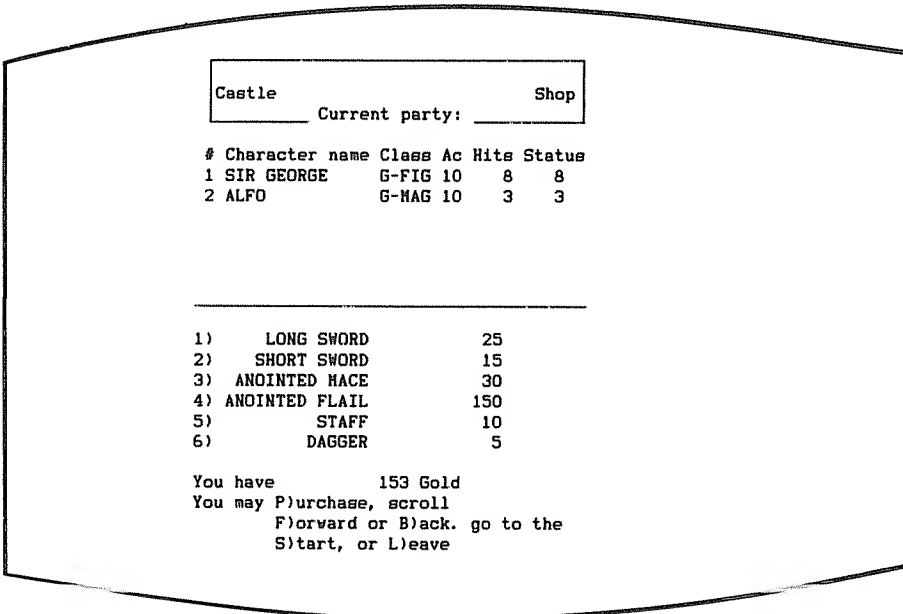 Castle Shop
Current party:
# Character name Class Ac Hits Status
1 SIR GEORGE G-FIG 10 8 8
2 ALFO G-MAG 10 3 3
1) LONG SWORD 25
2) SHORT SWORD 15
3) ANOINTED MACE 30
4) ANOINTED FLAIL 150
5) STAFF 10
6) DAGGER 5
You have 153 Gold
You may P)urchase, scroll
F)orward or B)ack. go to the
S)tart, or L)eave